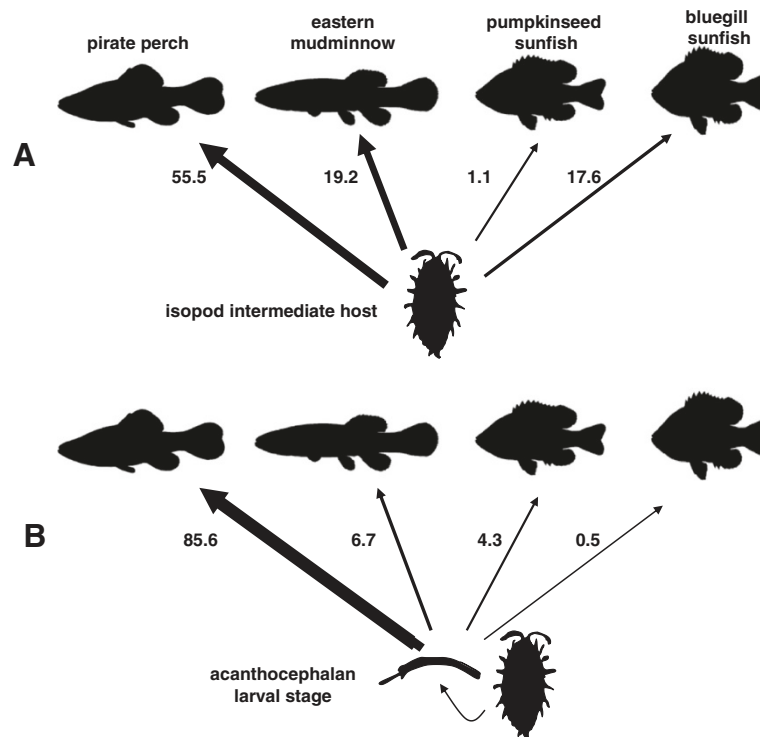 pirate perch
eastern
mudminnow
pumpkinseed
sunfish
bluegill
sunfish
A
55.5
19.2
1.1
17.6
isopod intermediate host
B
85.6
6.7
4.3
0.5
acanthocephalan
larval stage